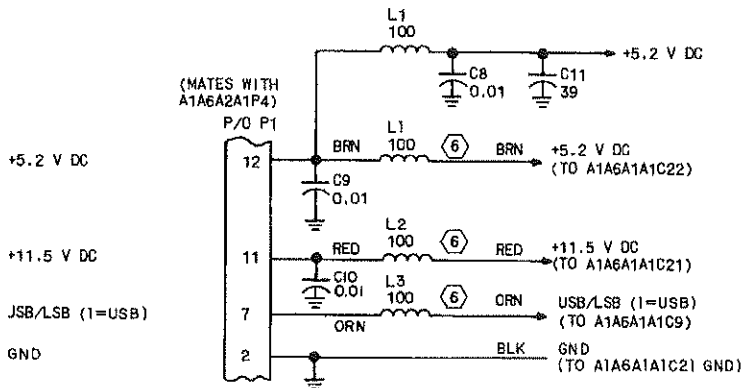 L1
100
+5.2 V DC
C8
0.01
C11
39
(MATES WITH
A1A6A2A1P4)
P/O P1
+5.2 V DC
12
BRN
L1
100
6
BRN
+5.2 V DC
(TO A1A6A1A1C22)
C9
0.01
+11.5 V DC
11
RED
L2
100
6
RED
+11.5 V DC
(TO A1A6A1A1C21)
C10
0.01
L3
100
JSB/LSB (1=USB)
7
ORN
6
ORN
USB/LSB (1=USB)
(TO A1A6A1A1C9)
GND
2
BLK
GND
(TO A1A6A1A1C21 GND)